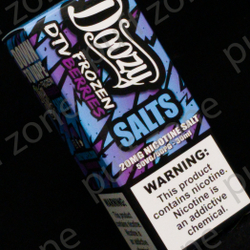 Doozy
DTV FROZEN
BERRIES
SALTS
20MG NICOTINE SALT
WARNING:
This product
contains nicotine.
Nicotine is
an addictive
chemical.